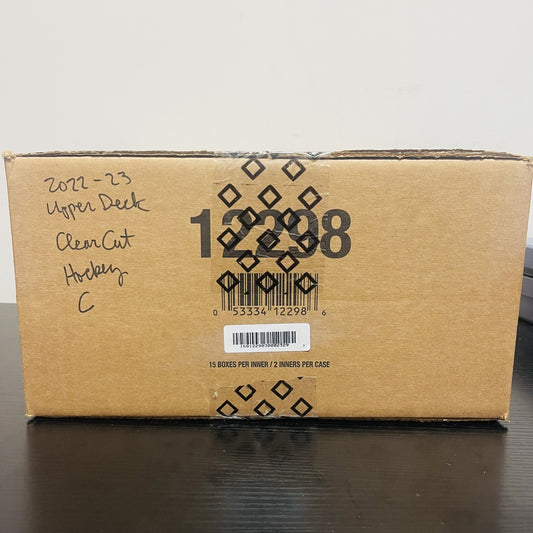 2022-23
Upper Deck
Clear Cut
Hockey
C
12298
0 53334 12298 6
15 BOXES PER INNER / 2 INNERS PER CASE